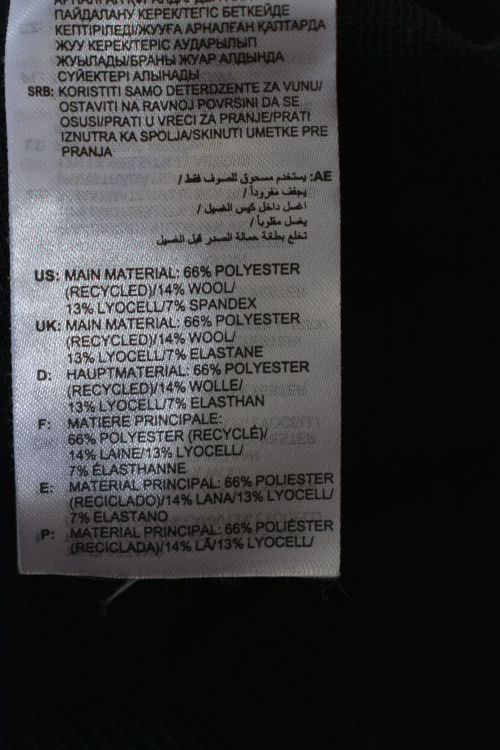 ПАЙДАЛАНУ КЕРЕК/ТЕГІС БЕТКЕЙДЕ
КЕПТІРІЛЕДІ/ЖУУҒА АРНАЛҒАН ҚАЛТАРДА
ЖУУ КЕРЕК/ТЕРІС АУДАРЫЛЫП
ЖУЫЛАДЫ/БРАНЫ ЖУАР АЛДЫНДА
СҮЙЕКТЕРІ АЛЫНАДЫ
SRB: KORISTITI SAMO DETERDZENTE ZA VUNU/
OSTAVITI NA RAVNOJ POVRSINI DA SE
OSUSI/PRATI U VRECI ZA PRANJE/PRATI
IZNUTRA KA SPOLJA/SKINUTI UMETKE PRE
PRANJA
AE: يستخدم مسحوق للصوف فقط /
يجفف مفروداً /
اغسل داخل كيس الغسيل /
يغسل مقلوباً /
تخلع بطانة حمالة الصدر قبل الغسيل
US: MAIN MATERIAL: 66% POLYESTER
(RECYCLED)/14% WOOL/
13% LYOCELL/7% SPANDEX
UK: MAIN MATERIAL: 66% POLYESTER
(RECYCLED)/14% WOOL/
13% LYOCELL/7% ELASTANE
D: HAUPTMATERIAL: 66% POLYESTER
(RECYCLED)/14% WOLLE/
13% LYOCELL/7% ELASTHAN
F: MATIERE PRINCIPALE:
66% POLYESTER (RECYCLÉ)/
14% LAINE/13% LYOCELL/
7% ÉLASTHANNE
E: MATERIAL PRINCIPAL: 66% POLIESTER
(RECICLADO)/14% LANA/13% LYOCELL/
7% ELASTANO
P: MATERIAL PRINCIPAL: 66% POLIÉSTER
(RECICLADA)/14% LÃ/13% LYOCELL/